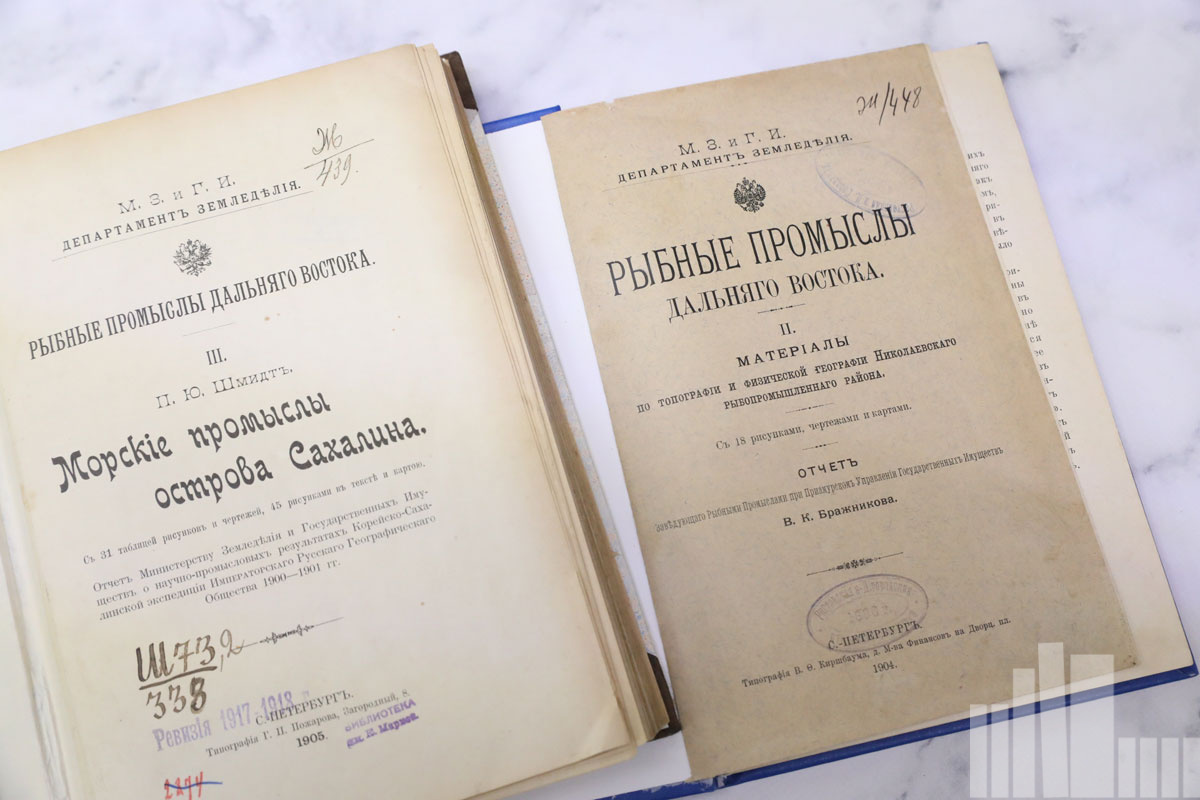 Ж
439.
М. З. и Г. И.
ДЕПАРТАМЕНТЪ ЗЕМЛЕДѢЛІЯ.
РЫБНЫЕ ПРОМЫСЛЫ ДАЛЬНЯГО ВОСТОКА.
III.
П. Ю. Шмидтъ.
Морскіе промыслы
острова Сахалина.
Съ 31 таблицей рисунковъ и чертежей, 45 рисунками въ текстѣ и картою.
Отчетъ Министерству Земледѣлія и Государственныхъ Иму-
ществъ о научно-промысловыхъ результатахъ Корейско-Саха-
линской экспедиціи Императорскаго Русскаго Географическаго
Общества 1900—1901 гг.
Ш73,2
338
Ревизія 1917-1918 г.
С.-ПЕТЕРБУРГЪ.
Типографія Г. П. Пожарова, Загородный, 8.
1905.
БИБЛИОТЕКА
2274
эи/448
М. З. и Г. И.
ДЕПАРТАМЕНТЪ ЗЕМЛЕДѢЛІЯ.
РЫБНЫЕ ПРОМЫСЛЫ
ДАЛЬНЯГО ВОСТОКА.
II.
МАТЕРІАЛЫ
ПО ТОПОГРАФІИ И ФИЗИЧЕСКОЙ ГЕОГРАФІИ НИКОЛАЕВСКАГО
РЫБОПРОМЫШЛЕННАГО РАЙОНА.
Съ 18 рисунками, чертежами и картами.
ОТЧЕТЪ
Завѣдующаго Рыбными Промыслами при Приамурскомъ Управленіи Государственныхъ Имуществъ
В. К. Бражникова.
С.-ПЕТЕРБУРГЪ.
Типографія В. Ѳ. Киршбаума, д. М-ва Финансовъ на Дворц. пл.
1904.